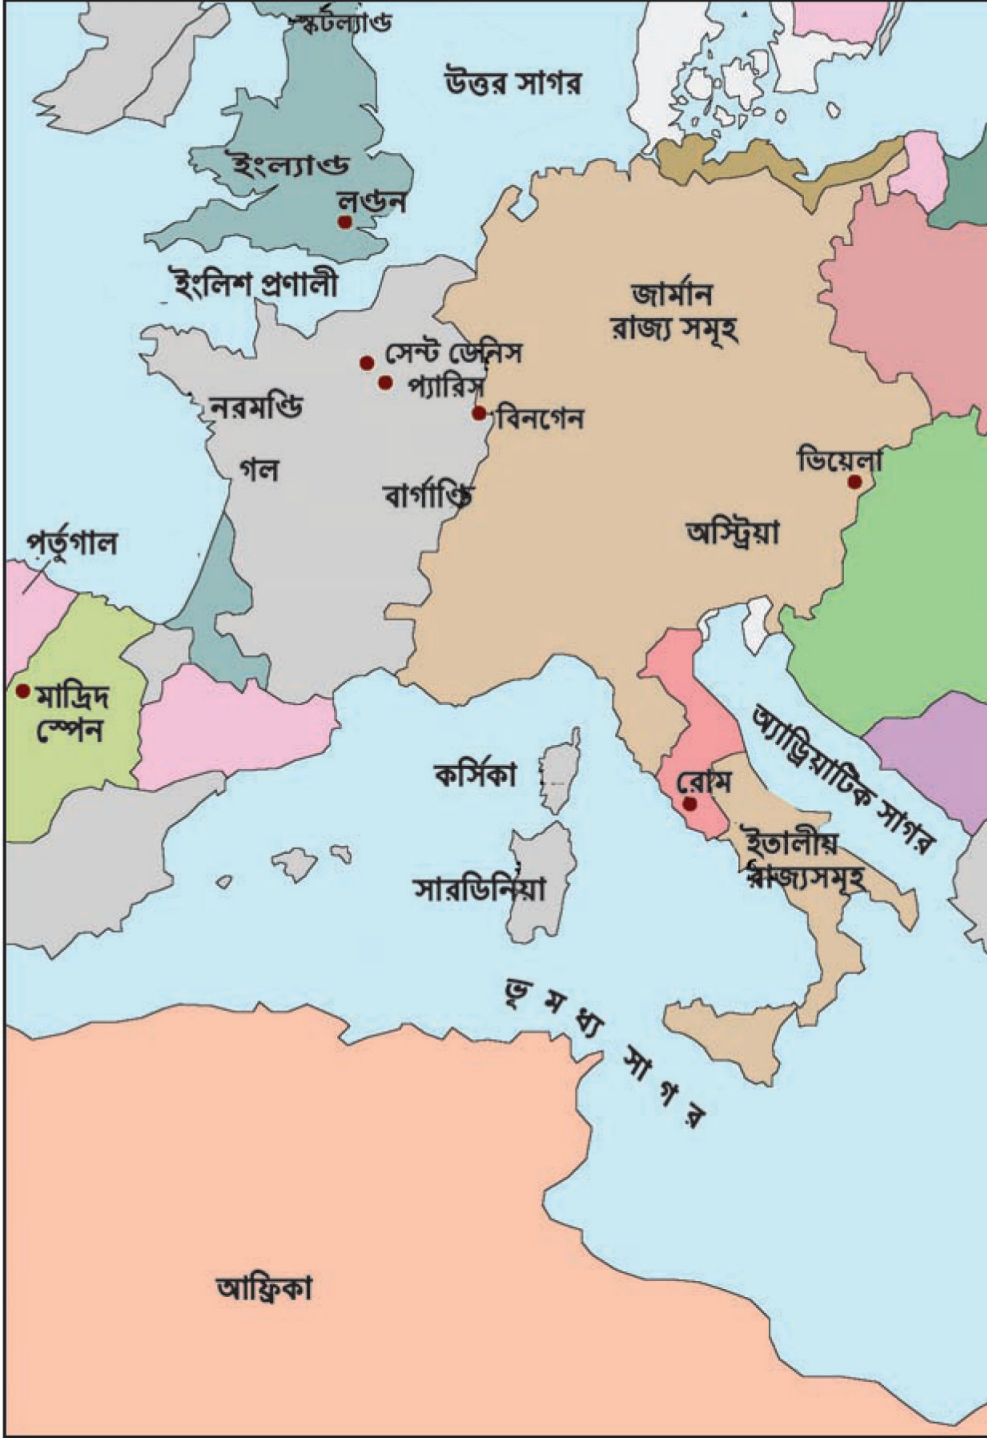 স্কটল্যাণ্ড
উত্তর সাগর
ইংল্যাণ্ড
লণ্ডন
ইংলিশ প্রণালী
জার্মান
রাজ্য সমূহ
সেন্ট ডেনিস
প্যারিস
নরমণ্ডি
বিনগেন
গল
বার্গাণ্ডি
ভিয়েলা
অস্ট্রিয়া
পর্তুগাল
মাদ্রিদ
স্পেন
অ্যাড্রিয়াটিক সাগর
কর্সিকা
রোম
ইতালীয়
রাজ্যসমূহ
সারডিনিয়া
ভূ ম ধ্য সা গ র
আফ্রিকা